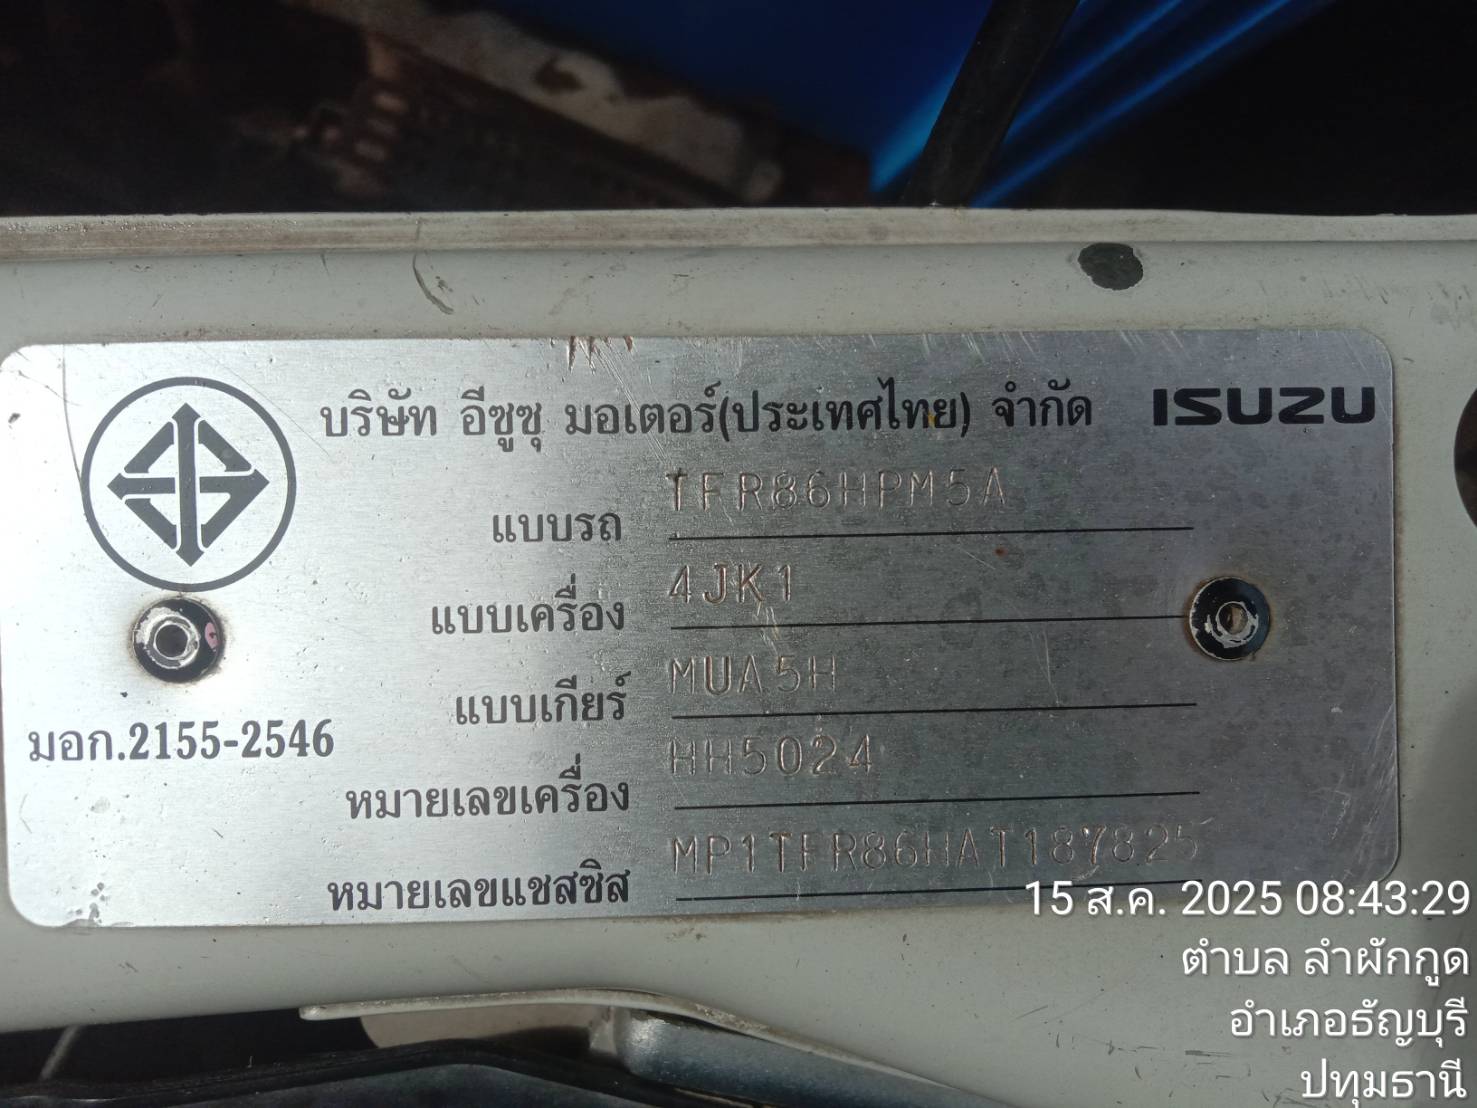 บริษัท อีซูซุ มอเตอร์(ประเทศไทย) จำกัด ISUZU
แบบรถ TFR86HPM5A
แบบเครื่อง 4JK1
แบบเกียร์ MUA5H
มอก.2155-2546
หมายเลขเครื่อง HH5024
หมายเลขแชสซิส MP1TFR86HAT187825
15 ส.ค. 2025 08:43:29
ตำบล ลำผักกูด
อำเภอธัญบุรี
ปทุมธานี